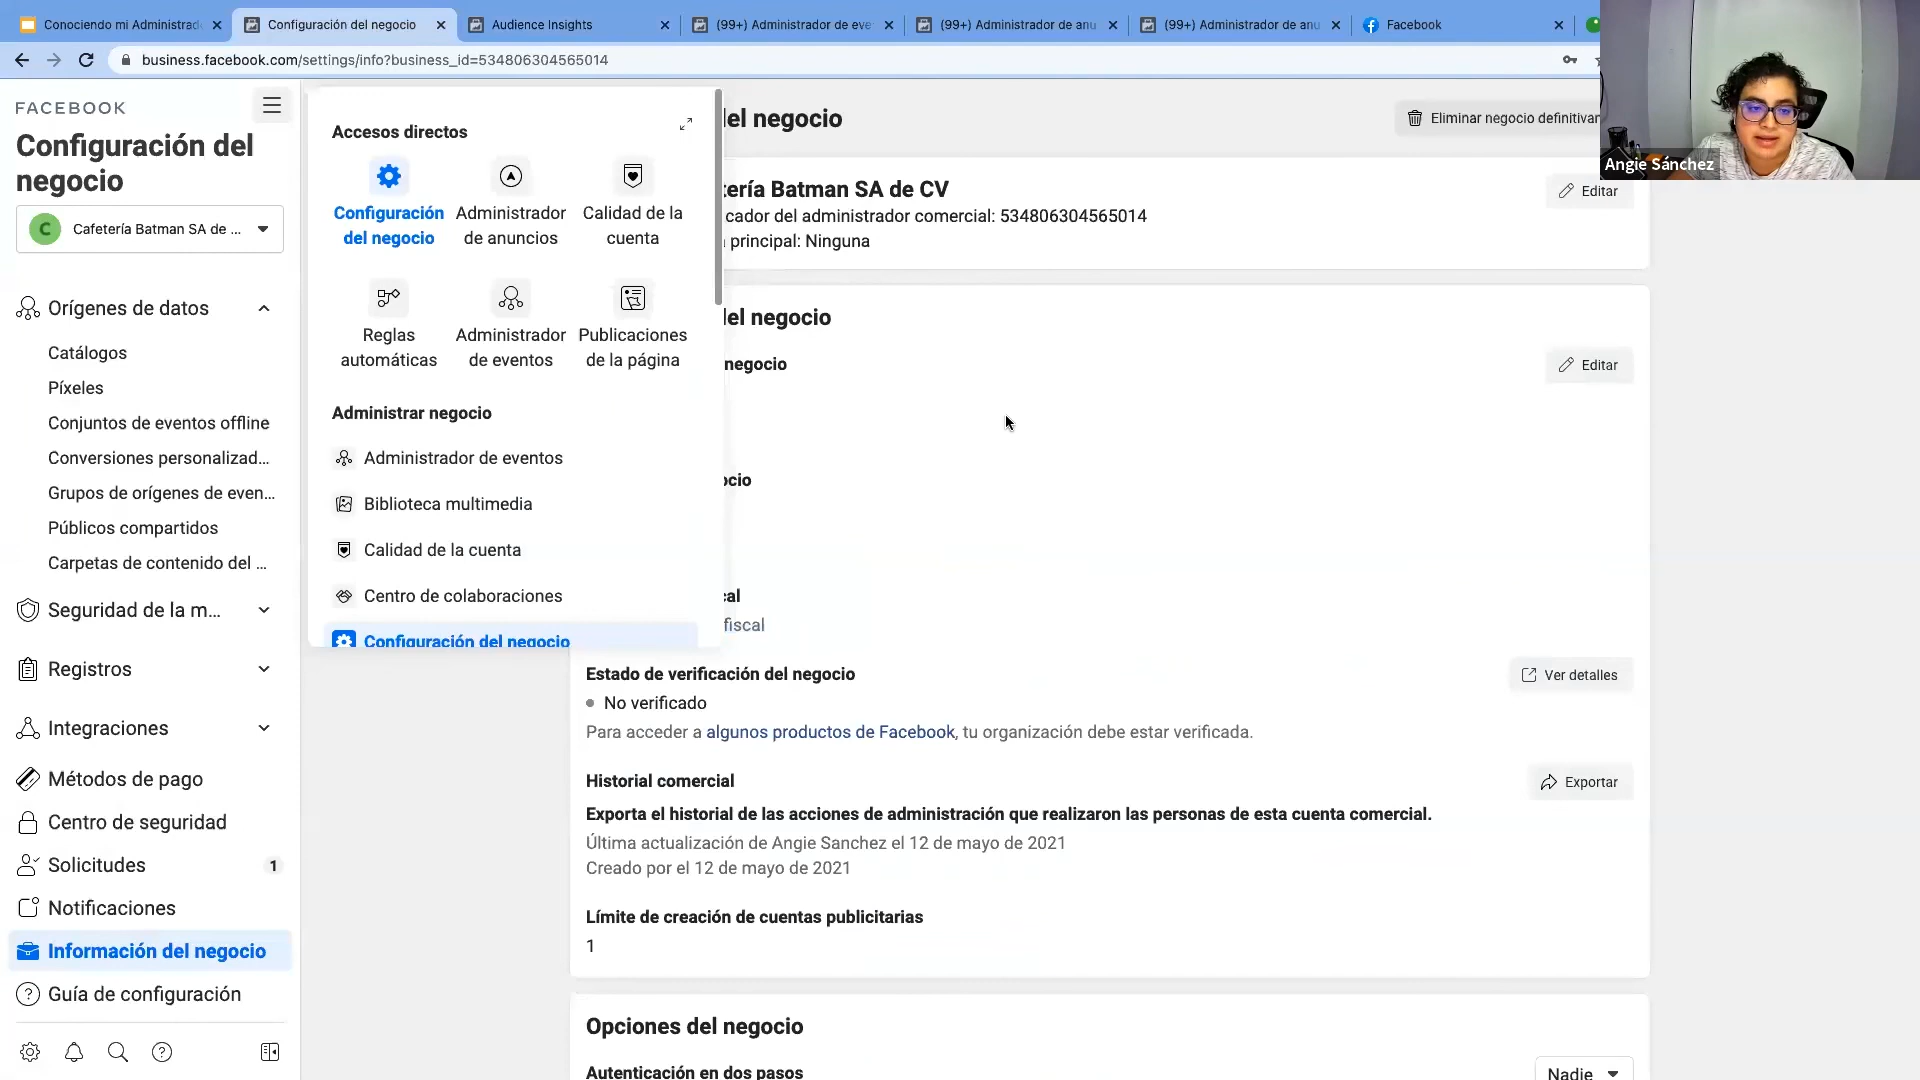 Conociendo mi Administrad
Configuración del negocio
Audience Insights
(99+) Administrador de eve
(99+) Administrador de anu
(99+) Administrador de anu
Facebook
business.facebook.com/settings/info?business_id=534806304565014
FACEBOOK
Configuración del
negocio
C
Cafetería Batman SA de ...
Orígenes de datos
Catálogos
Píxeles
Conjuntos de eventos offline
Conversiones personalizad...
Grupos de orígenes de even...
Públicos compartidos
Carpetas de contenido del ...
Seguridad de la m...
Registros
Integraciones
Métodos de pago
Centro de seguridad
Solicitudes
1
Notificaciones
Información del negocio
Guía de configuración
Accesos directos
Configuración
del negocio
Administrador
de anuncios
Calidad de la
cuenta
Reglas
automáticas
Administrador
de eventos
Publicaciones
de la página
Administrar negocio
Administrador de eventos
Biblioteca multimedia
Calidad de la cuenta
Centro de colaboraciones
Configuración del negocio
el negocio
Eliminar negocio definitivar
tería Batman SA de CV
Editar
cador del administrador comercial: 534806304565014
principal: Ninguna
el negocio
negocio
Editar
ocio
cal
fiscal
Estado de verificación del negocio
Ver detalles
No verificado
Para acceder a algunos productos de Facebook, tu organización debe estar verificada.
Historial comercial
Exportar
Exporta el historial de las acciones de administración que realizaron las personas de esta cuenta comercial.
Última actualización de Angie Sanchez el 12 de mayo de 2021
Creado por el 12 de mayo de 2021
Límite de creación de cuentas publicitarias
1
Opciones del negocio
Autenticación en dos pasos
Nadie
Angie Sánchez